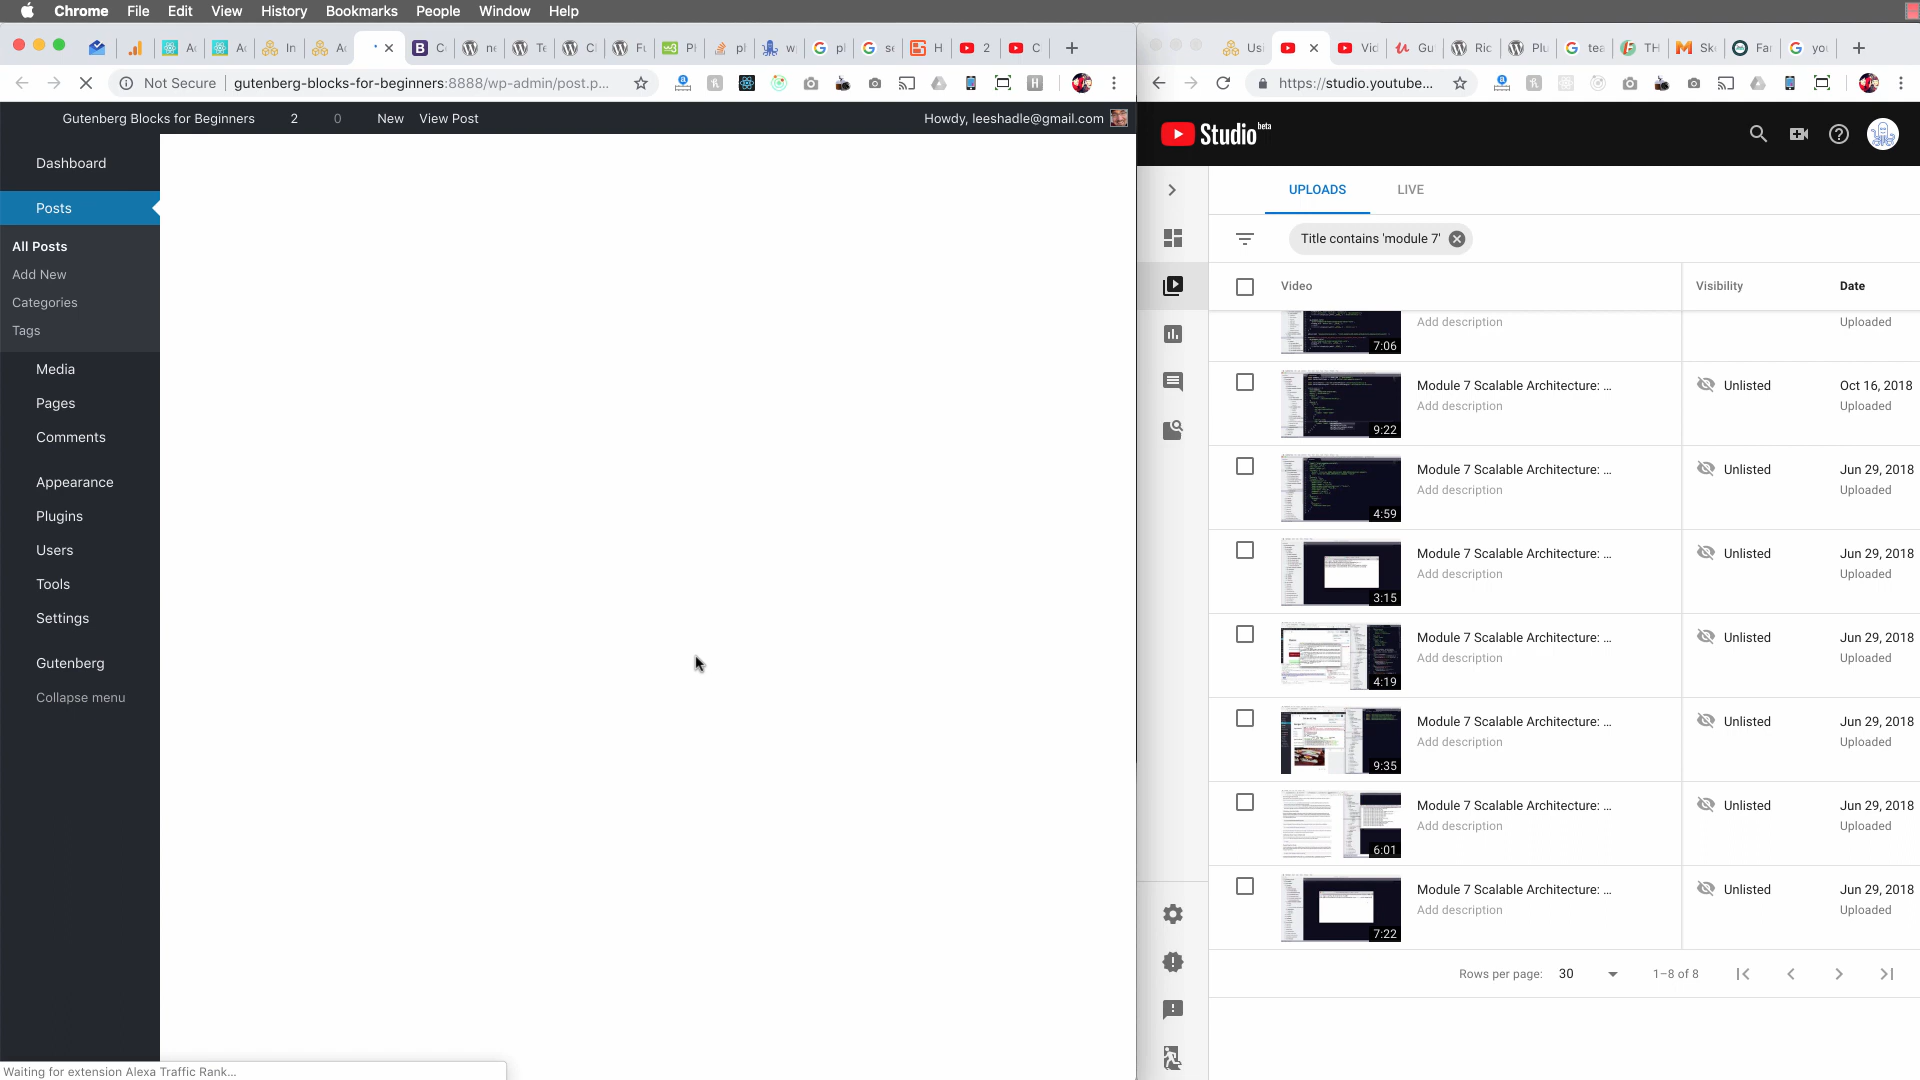 Chrome File Edit View History Bookmarks People Window Help
Not Secure gutenberg-blocks-for-beginners:8888/wp-admin/post.p...
https://studio.youtube...
Gutenberg Blocks for Beginners 2 0 New View Post Howdy, leeshadle@gmail.com
Dashboard
Posts
All Posts
Add New
Categories
Tags
Media
Pages
Comments
Appearance
Plugins
Users
Tools
Settings
Gutenberg
Collapse menu
Waiting for extension Alexa Traffic Rank...
Studio beta
UPLOADS LIVE
Title contains 'module 7'
Video Visibility Date
Add description Uploaded
7:06
Module 7 Scalable Architecture: ... Unlisted Oct 16, 2018
Add description Uploaded
9:22
Module 7 Scalable Architecture: ... Unlisted Jun 29, 2018
Add description Uploaded
4:59
Module 7 Scalable Architecture: ... Unlisted Jun 29, 2018
Add description Uploaded
3:15
Module 7 Scalable Architecture: ... Unlisted Jun 29, 2018
Add description Uploaded
4:19
Module 7 Scalable Architecture: ... Unlisted Jun 29, 2018
Add description Uploaded
9:35
Module 7 Scalable Architecture: ... Unlisted Jun 29, 2018
Add description Uploaded
6:01
Module 7 Scalable Architecture: ... Unlisted Jun 29, 2018
Add description Uploaded
7:22
Rows per page: 30 1–8 of 8